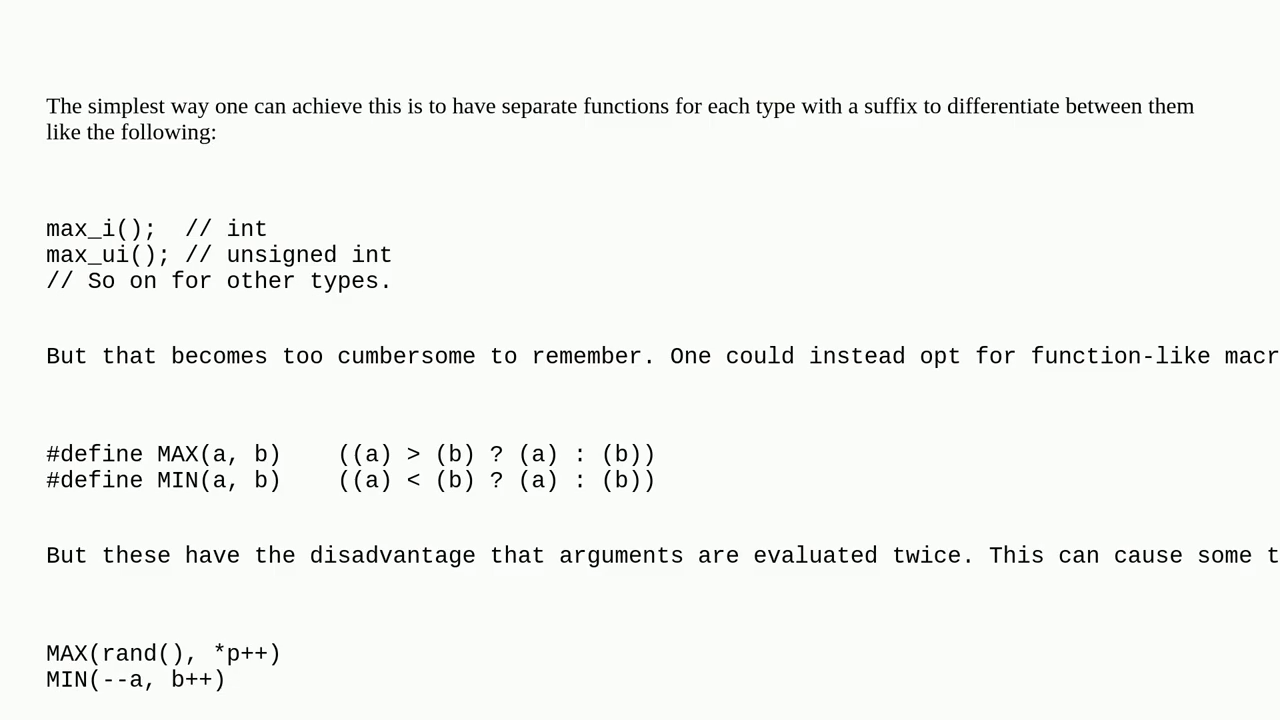 The simplest way one can achieve this is to have separate functions for each type with a suffix to differentiate between them
like the following:
max_i();  // int
max_ui(); // unsigned int
// So on for other types.
But that becomes too cumbersome to remember. One could instead opt for function-like macr
#define MAX(a, b)    ((a) > (b) ? (a) : (b))
#define MIN(a, b)    ((a) < (b) ? (a) : (b))
But these have the disadvantage that arguments are evaluated twice. This can cause some t
MAX(rand(), *p++)
MIN(--a, b++)